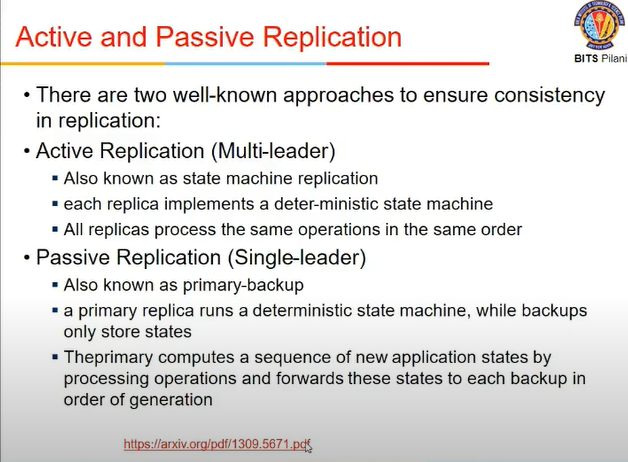 Active and Passive Replication
BITS Pilani
• There are two well-known approaches to ensure consistency
in replication:
• Active Replication (Multi-leader)
▪ Also known as state machine replication
▪ each replica implements a deter-ministic state machine
▪ All replicas process the same operations in the same order
• Passive Replication (Single-leader)
▪ Also known as primary-backup
▪ a primary replica runs a deterministic state machine, while backups
only store states
▪ Theprimary computes a sequence of new application states by
processing operations and forwards these states to each backup in
order of generation
https://arxiv.org/pdf/1309.5671.pdf